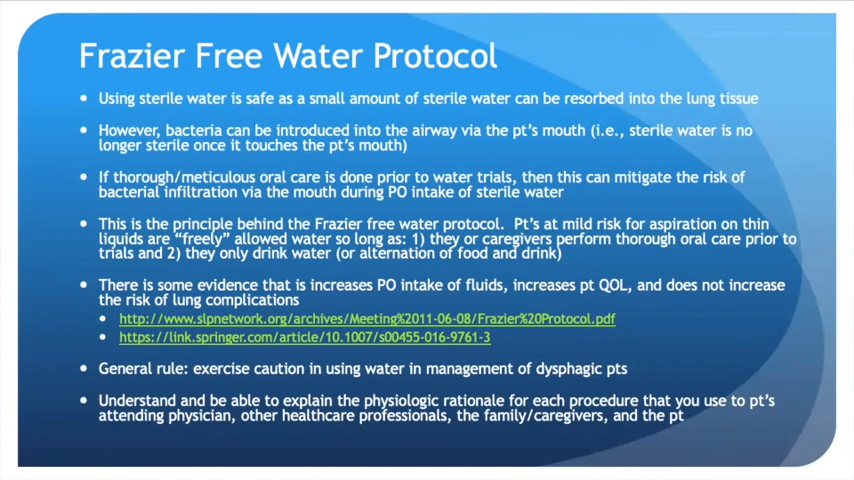 Frazier Free Water Protocol
Using sterile water is safe as a small amount of sterile water can be resorbed into the lung tissue
However, bacteria can be introduced into the airway via the pt's mouth (i.e., sterile water is no
longer sterile once it touches the pt's mouth)
If thorough/meticulous oral care is done prior to water trials, then this can mitigate the risk of
bacterial infiltration via the mouth during PO intake of sterile water
This is the principle behind the Frazier free water protocol.  Pt's at mild risk for aspiration on thin
liquids are "freely" allowed water so long as: 1) they or caregivers perform thorough oral care prior to
trials and 2) they only drink water (or alternation of food and drink)
There is some evidence that is increases PO intake of fluids, increases pt QOL, and does not increase
the risk of lung complications
http://www.slpnetwork.org/archives/Meeting%2011-06-08/Frazier%20Protocol.pdf
https://link.springer.com/article/10.1007/s00455-016-9761-3
General rule: exercise caution in using water in management of dysphagic pts
Understand and be able to explain the physiologic rationale for each procedure that you use to pt's
attending physician, other healthcare professionals, the family/caregivers, and the pt